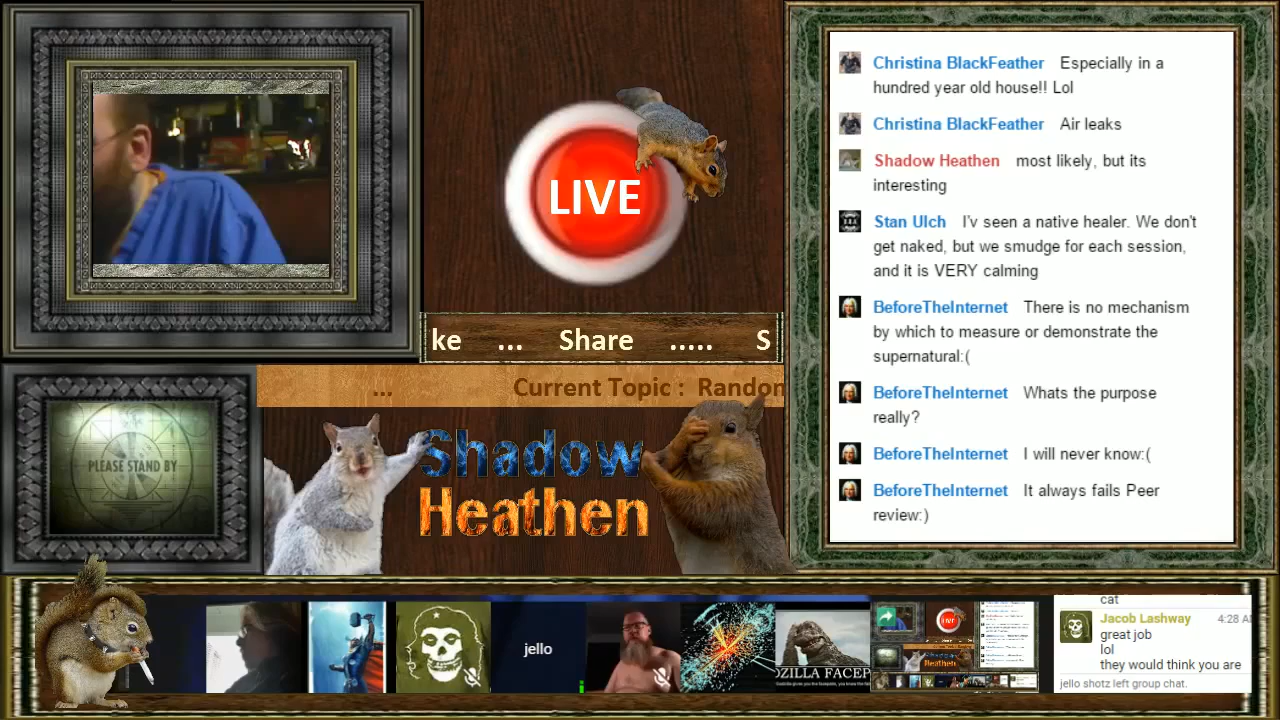 LIVE
ke ... Share ..... S
... Current Topic : Random
PLEASE STAND BY
Shadow
Heathen
Christina BlackFeather Especially in a
hundred year old house!! Lol
Christina BlackFeather Air leaks
Shadow Heathen most likely, but its
interesting
Stan Ulch I'v seen a native healer. We don't
get naked, but we smudge for each session,
and it is VERY calming
BeforeTheInternet There is no mechanism
by which to measure or demonstrate the
supernatural:(
BeforeTheInternet Whats the purpose
really?
BeforeTheInternet I will never know:(
BeforeTheInternet It always fails Peer
review:)
jello
OZILLA FACEP
LIVE
Shadow
Heathen
cat
Jacob Lashway 4:28 A
great job
lol
they would think you are
jello shotz left group chat.